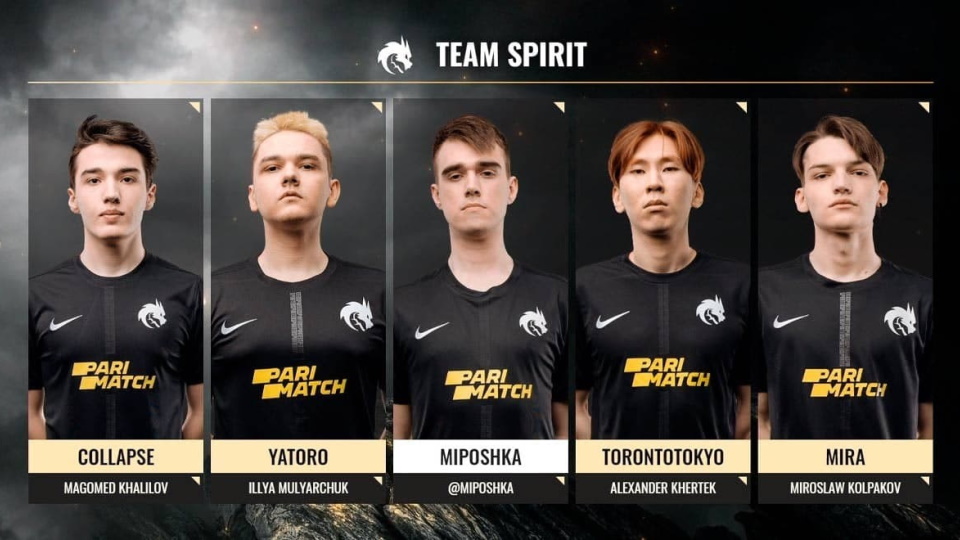 TEAM SPIRIT
PARI MATCH
PARI MATCH
PARI MATCH
PARI MATCH
PARI MATCH
COLLAPSE
YATORO
MIPOSHKA
TORONTOTOKYO
MIRA
MAGOMED KHALILOV
ILLYA MULYARCHUK
@MIPOSHKA
ALEXANDER KHERTEK
MIROSLAW KOLPAKOV